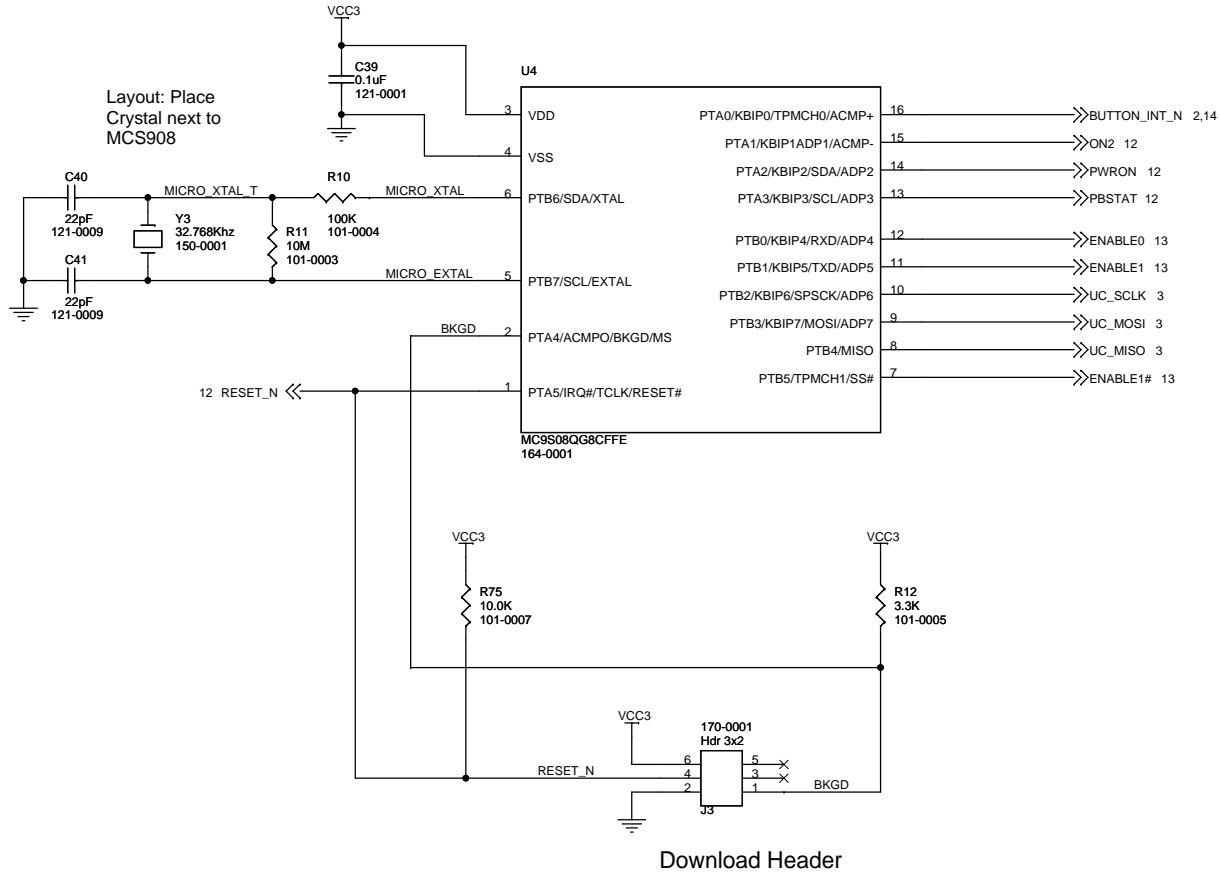 VCC3
C39
0.1uF
121-0001
Layout: Place
Crystal next to
MCS908
U4
3 VDD
4 VSS
6 PTB6/SDA/XTAL
5 PTB7/SCL/EXTAL
2 PTA4/ACMPO/BKGD/MS
1 PTA5/IRQ#/TCLK/RESET#
PTA0/KBIP0/TPMCH0/ACMP+ 16 BUTTON_INT_N 2,14
PTA1/KBIP1ADP1/ACMP- 15 ON2 12
PTA2/KBIP2/SDA/ADP2 14 PWRON 12
PTA3/KBIP3/SCL/ADP3 13 PBSTAT 12
PTB0/KBIP4/RXD/ADP4 12 ENABLE0 13
PTB1/KBIP5/TXD/ADP5 11 ENABLE1 13
PTB2/KBIP6/SPSCK/ADP6 10 UC_SCLK 3
PTB3/KBIP7/MOSI/ADP7 9 UC_MOSI 3
PTB4/MISO 8 UC_MISO 3
PTB5/TPMCH1/SS# 7 ENABLE1# 13
MC9S08QG8CFFE
164-0001
C40
22pF
121-0009
MICRO_XTAL_T
R10
100K
101-0004
MICRO_XTAL
Y3
32.768Khz
150-0001
R11
10M
101-0003
C41
22pF
121-0009
MICRO_EXTAL
BKGD
12 RESET_N
VCC3
R75
10.0K
101-0007
VCC3
R12
3.3K
101-0005
VCC3
170-0001
Hdr 3x2
6 5
4 3
2 1
RESET_N
BKGD
J3
Download Header